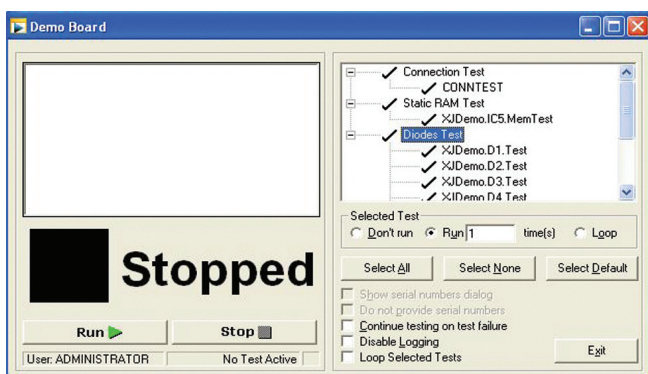 Demo Board
Connection Test
CONNTEST
Static RAM Test
XJDemo.IC5.MemTest
Diodes Test
XJDemo.D1.Test
XJDemo.D2.Test
XJDemo.D3.Test
XJDemo.D4.Test
Selected Test
Don't run Run 1 time(s) Loop
Select All Select None Select Default
Show serial numbers dialog
Do not provide serial numbers
Continue testing on test failure
Disable Logging
Loop Selected Tests
Exit
Stopped
Run Stop
User: ADMINISTRATOR No Test Active